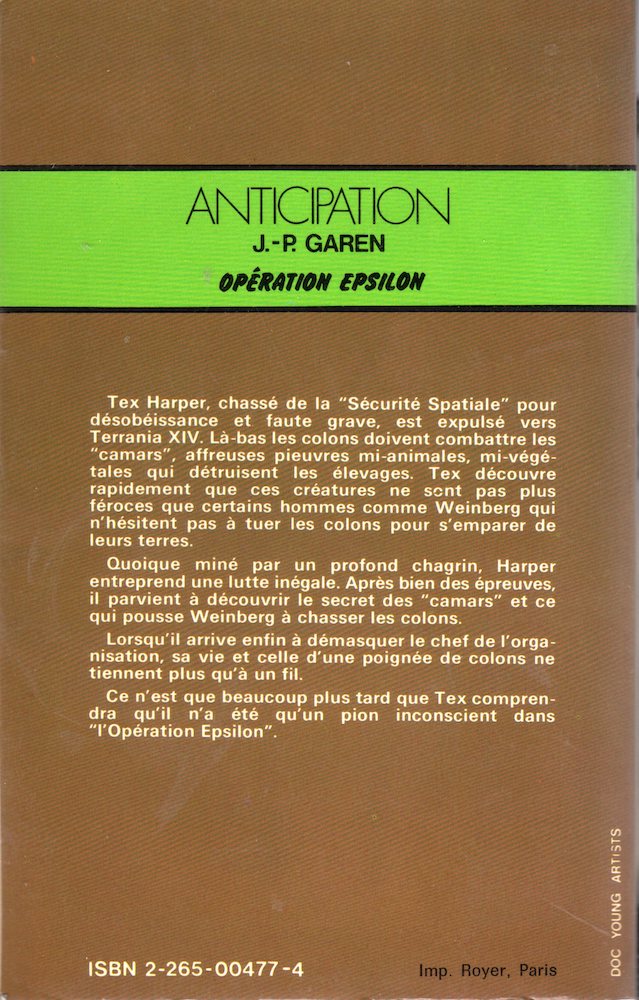 ANTICIPATION
J.-P. GAREN
OPÉRATION EPSILON
Tex Harper, chassé de la "Sécurité Spatiale" pour
désobéissance et faute grave, est expulsé vers
Terrania XIV. Là-bas les colons doivent combattre les
"camars", affreuses pieuvres mi-animales, mi-végé-
tales qui détruisent les élevages. Tex découvre
rapidement que ces créatures ne sont pas plus
féroces que certains hommes comme Weinberg qui
n'hésitent pas à tuer les colons pour s'emparer de
leurs terres.
Quoique miné par un profond chagrin, Harper
entreprend une lutte inégale. Après bien des épreuves,
il parvient à découvrir le secret des "camars" et ce
qui pousse Weinberg à chasser les colons.
Lorsqu'il arrive enfin à démasquer le chef de l'orga-
nisation, sa vie et celle d'une poignée de colons ne
tiennent plus qu'à un fil.
Ce n'est que beaucoup plus tard que Tex compren-
dra qu'il n'a été qu'un pion inconscient dans
"l'Opération Epsilon".
DOC YOUNG ARTISTS
ISBN 2-265-00477-4
Imp. Royer, Paris